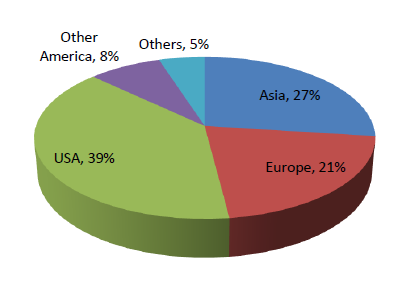 Other
America, 8%
Others, 5%
Asia, 27%
USA, 39%
Europe, 21%